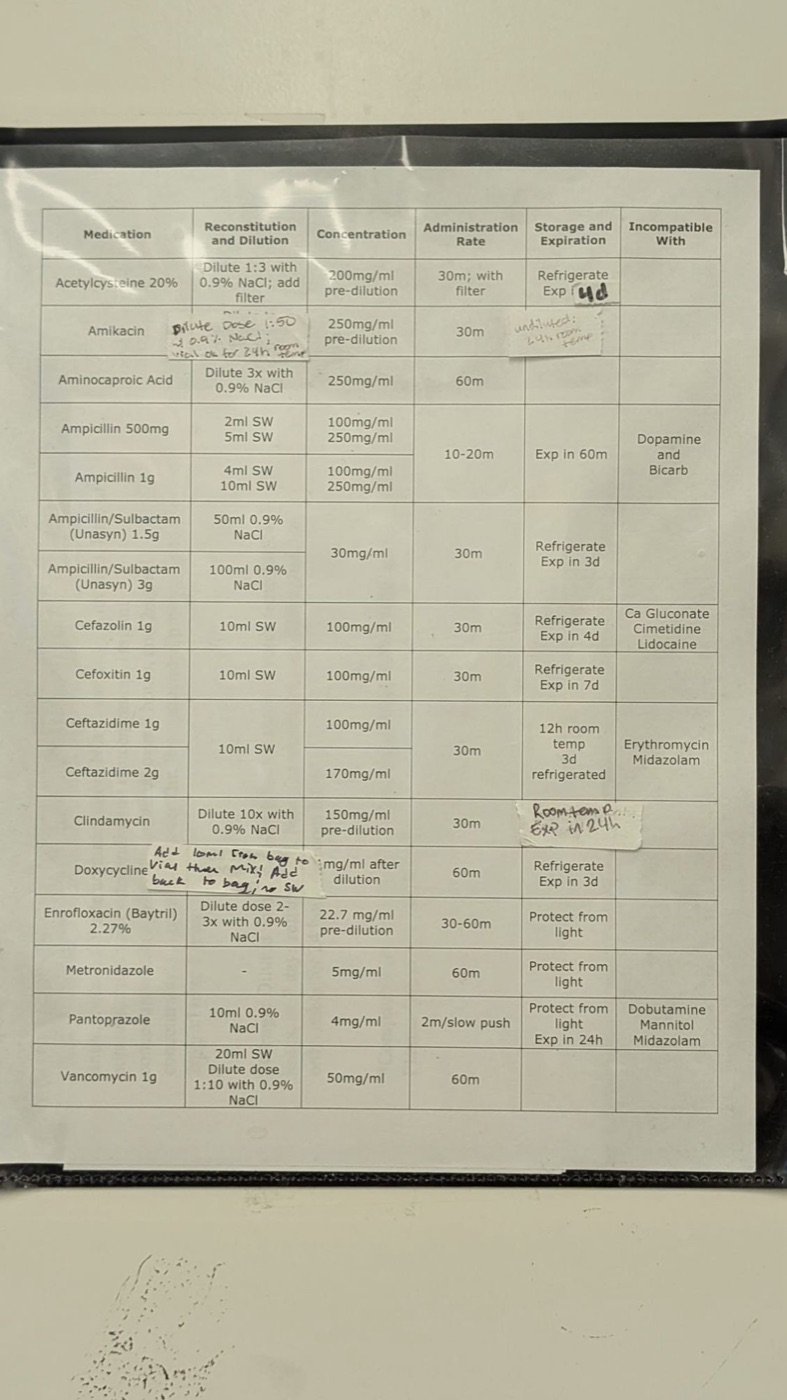 Medication
Reconstitution
and Dilution
Concentration
Administration
Rate
Storage and
Expiration
Incompatible
With
Acetylcysteine 20%
Dilute 1:3 with
0.9% NaCl; add
filter
200mg/ml
pre-dilution
30m; with
filter
Refrigerate
Exp 4d
Amikacin
Dilute Dose 1:50
0.9% NaCl;
vial ok for 24h room
temp
250mg/ml
pre-dilution
30m
undiluted:
24h room
temp
Aminocaproic Acid
Dilute 3x with
0.9% NaCl
250mg/ml
60m
Ampicillin 500mg
2ml SW
5ml SW
100mg/ml
250mg/ml
10-20m
Exp in 60m
Dopamine
and
Bicarb
Ampicillin 1g
4ml SW
10ml SW
100mg/ml
250mg/ml
Ampicillin/Sulbactam
(Unasyn) 1.5g
50ml 0.9%
NaCl
30mg/ml
30m
Refrigerate
Exp in 3d
Ampicillin/Sulbactam
(Unasyn) 3g
100ml 0.9%
NaCl
Cefazolin 1g
10ml SW
100mg/ml
30m
Refrigerate
Exp in 4d
Ca Gluconate
Cimetidine
Lidocaine
Cefoxitin 1g
10ml SW
100mg/ml
30m
Refrigerate
Exp in 7d
Ceftazidime 1g
10ml SW
100mg/ml
30m
12h room
temp
3d
refrigerated
Erythromycin
Midazolam
Ceftazidime 2g
170mg/ml
Clindamycin
Dilute 10x with
0.9% NaCl
150mg/ml
pre-dilution
30m
Room temp
Exp in 24h
Doxycycline
Add 10ml from bag to
vial then mix! Add
back to bag; no SW
mg/ml after
dilution
60m
Refrigerate
Exp in 3d
Enrofloxacin (Baytril)
2.27%
Dilute dose 2-
3x with 0.9%
NaCl
22.7 mg/ml
pre-dilution
30-60m
Protect from
light
Metronidazole
-
5mg/ml
60m
Protect from
light
Pantoprazole
10ml 0.9%
NaCl
4mg/ml
2m/slow push
Protect from
light
Exp in 24h
Dobutamine
Mannitol
Midazolam
Vancomycin 1g
20ml SW
Dilute dose
1:10 with 0.9%
NaCl
50mg/ml
60m